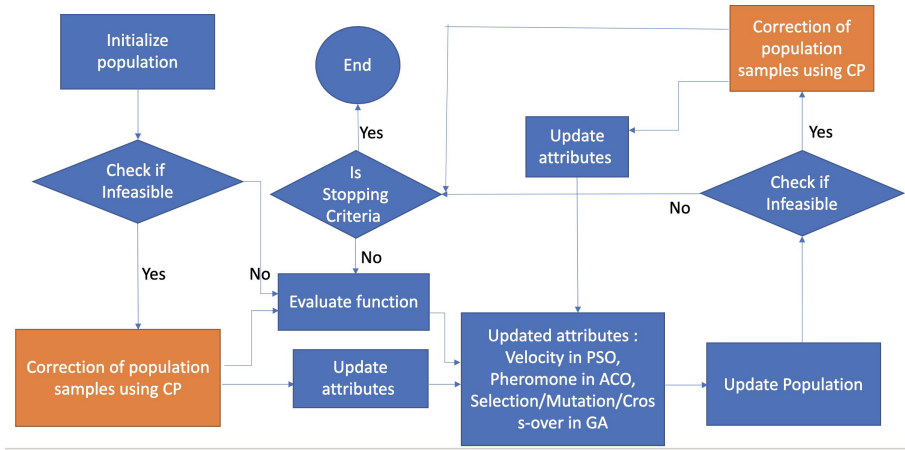 Initialize
population
End
Correction of
population
samples using CP
Yes
Update
attributes
Yes
Check if
Infeasible
Is
Stopping
Criteria
Check if
Infeasible
No
Yes
No
No
Evaluate function
Correction of population
samples using CP
Update
attributes
Updated attributes :
Velocity in PSO,
Pheromone in ACO,
Selection/Mutation/Cros
s-over in GA
Update Population